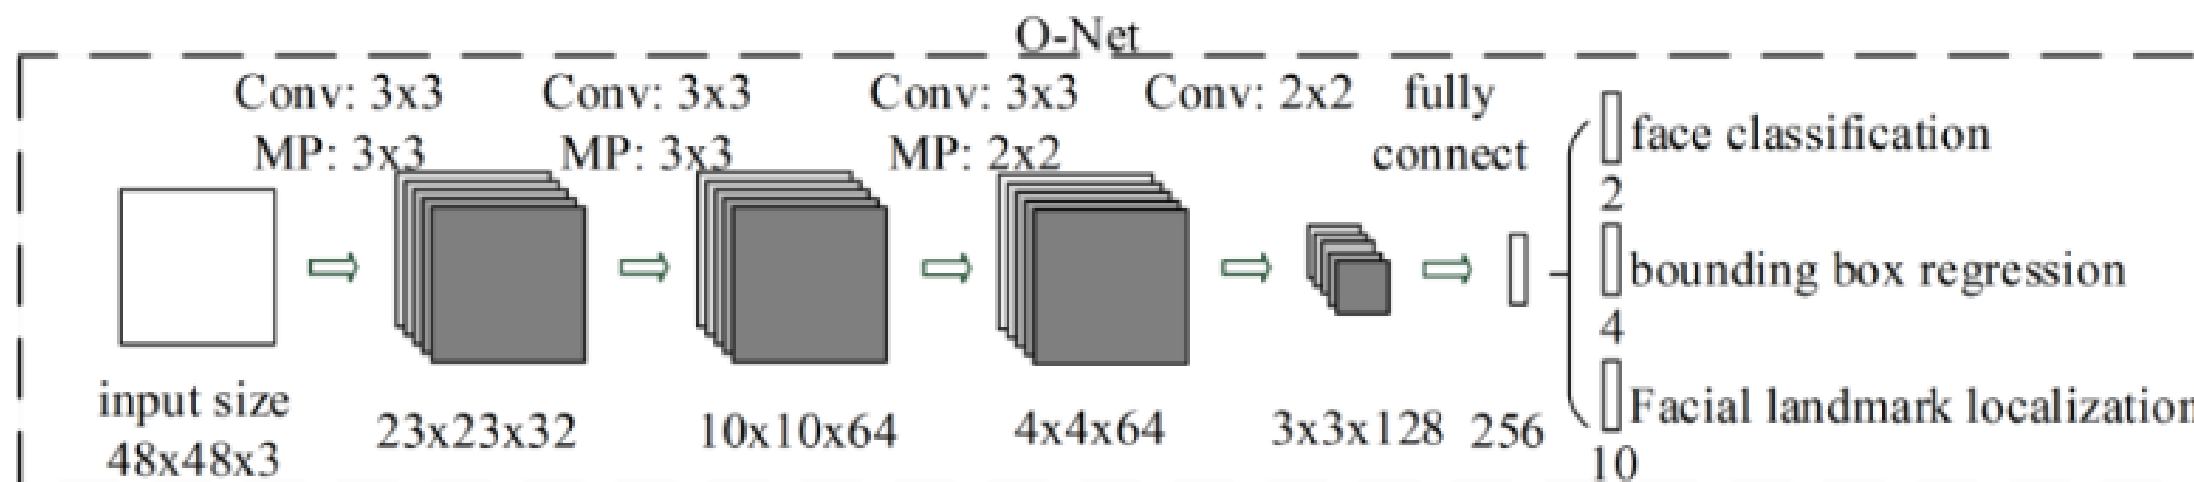 O-Net
Conv: 3x3
MP: 3x3
Conv: 3x3
MP: 3x3
Conv: 3x3
MP: 2x2
Conv: 2x2
fully
connect
input size
48x48x3
23x23x32
10x10x64
4x4x64
3x3x128
256
face classification
2
bounding box regression
4
Facial landmark localization
10